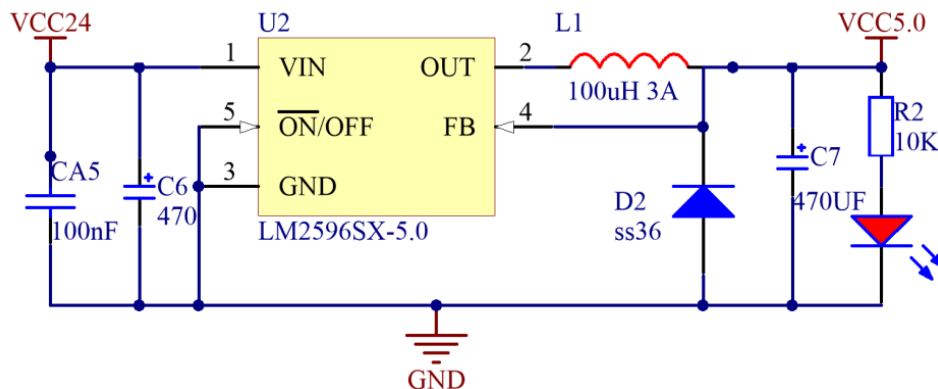 VCC24
U2
L1
VCC5.0
1
VIN
OUT
2
100uH 3A
5
ON/OFF
FB
4
R2
10K
CA5
100nF
C6
470
3
GND
C7
470UF
LM2596SX-5.0
D2
ss36
GND